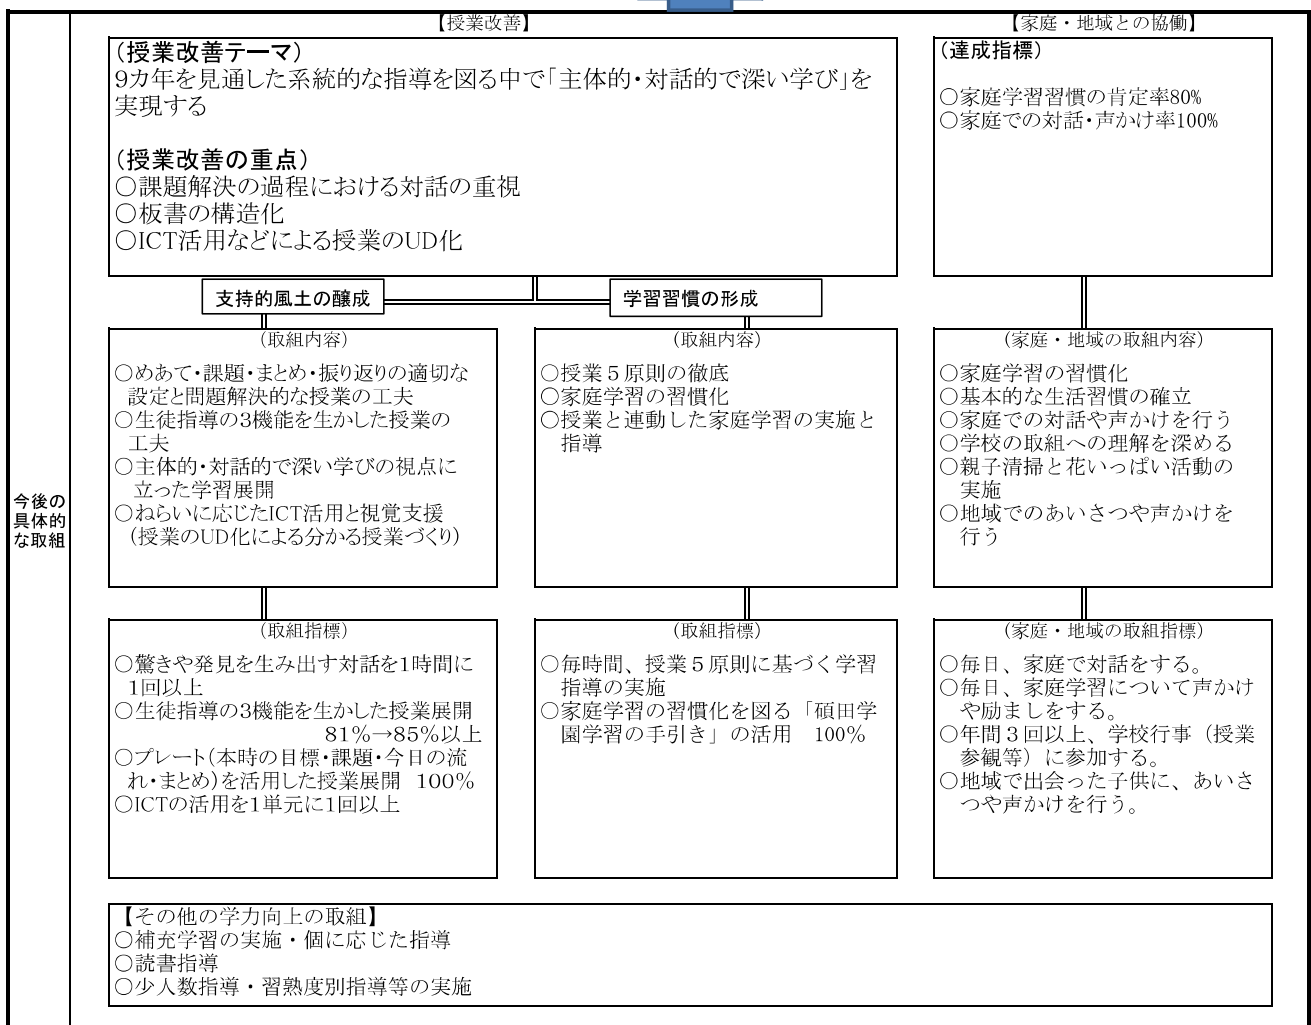 【授業改善】
(授業改善テーマ)
9カ年を見通した系統的な指導を図る中で「主体的・対話的で深い学び」を
実現する
(授業改善の重点)
○課題解決の過程における対話の重視
○板書の構造化
○ICT活用などによる授業のUD化
【家庭・地域との協働】
(達成指標)
○家庭学習習慣の肯定率80%
○家庭での対話・声かけ率100%
支持的風土の醸成
学習習慣の形成
今後の
具体的
な取組
(取組内容)
○めあて・課題・まとめ・振り返りの適切な
設定と問題解決的な授業の工夫
○生徒指導の3機能を生かした授業の
工夫
○主体的・対話的で深い学びの視点に
立った学習展開
○ねらいに応じたICT活用と視覚支援
(授業のUD化による分かる授業づくり)
(取組内容)
○授業5原則の徹底
○家庭学習の習慣化
○授業と連動した家庭学習の実施と
指導
(家庭・地域の取組内容)
○家庭学習の習慣化
○基本的な生活習慣の確立
○家庭での対話や声かけを行う
○学校の取組への理解を深める
○親子清掃と花いっぱい活動の
実施
○地域でのあいさつや声かけを
行う
(取組指標)
○驚きや発見を生み出す対話を1時間に
1回以上
○生徒指導の3機能を生かした授業展開
81%→85%以上
○プレート(本時の目標・課題・今日の流
れ・まとめ)を活用した授業展開 100%
○ICTの活用を1単元に1回以上
(取組指標)
○毎時間、授業5原則に基づく学習
指導の実施
○家庭学習の習慣化を図る「碩田学
園学習の手引き」の活用 100%
(家庭・地域の取組指標)
○毎日、家庭で対話をする。
○毎日、家庭学習について声かけ
や励ましをする。
○年間3回以上、学校行事(授業
参観等)に参加する。
○地域で出会った子供に、あいさ
つや声かけを行う。
【その他の学力向上の取組】
○補充学習の実施・個に応じた指導
○読書指導
○少人数指導・習熟度別指導等の実施